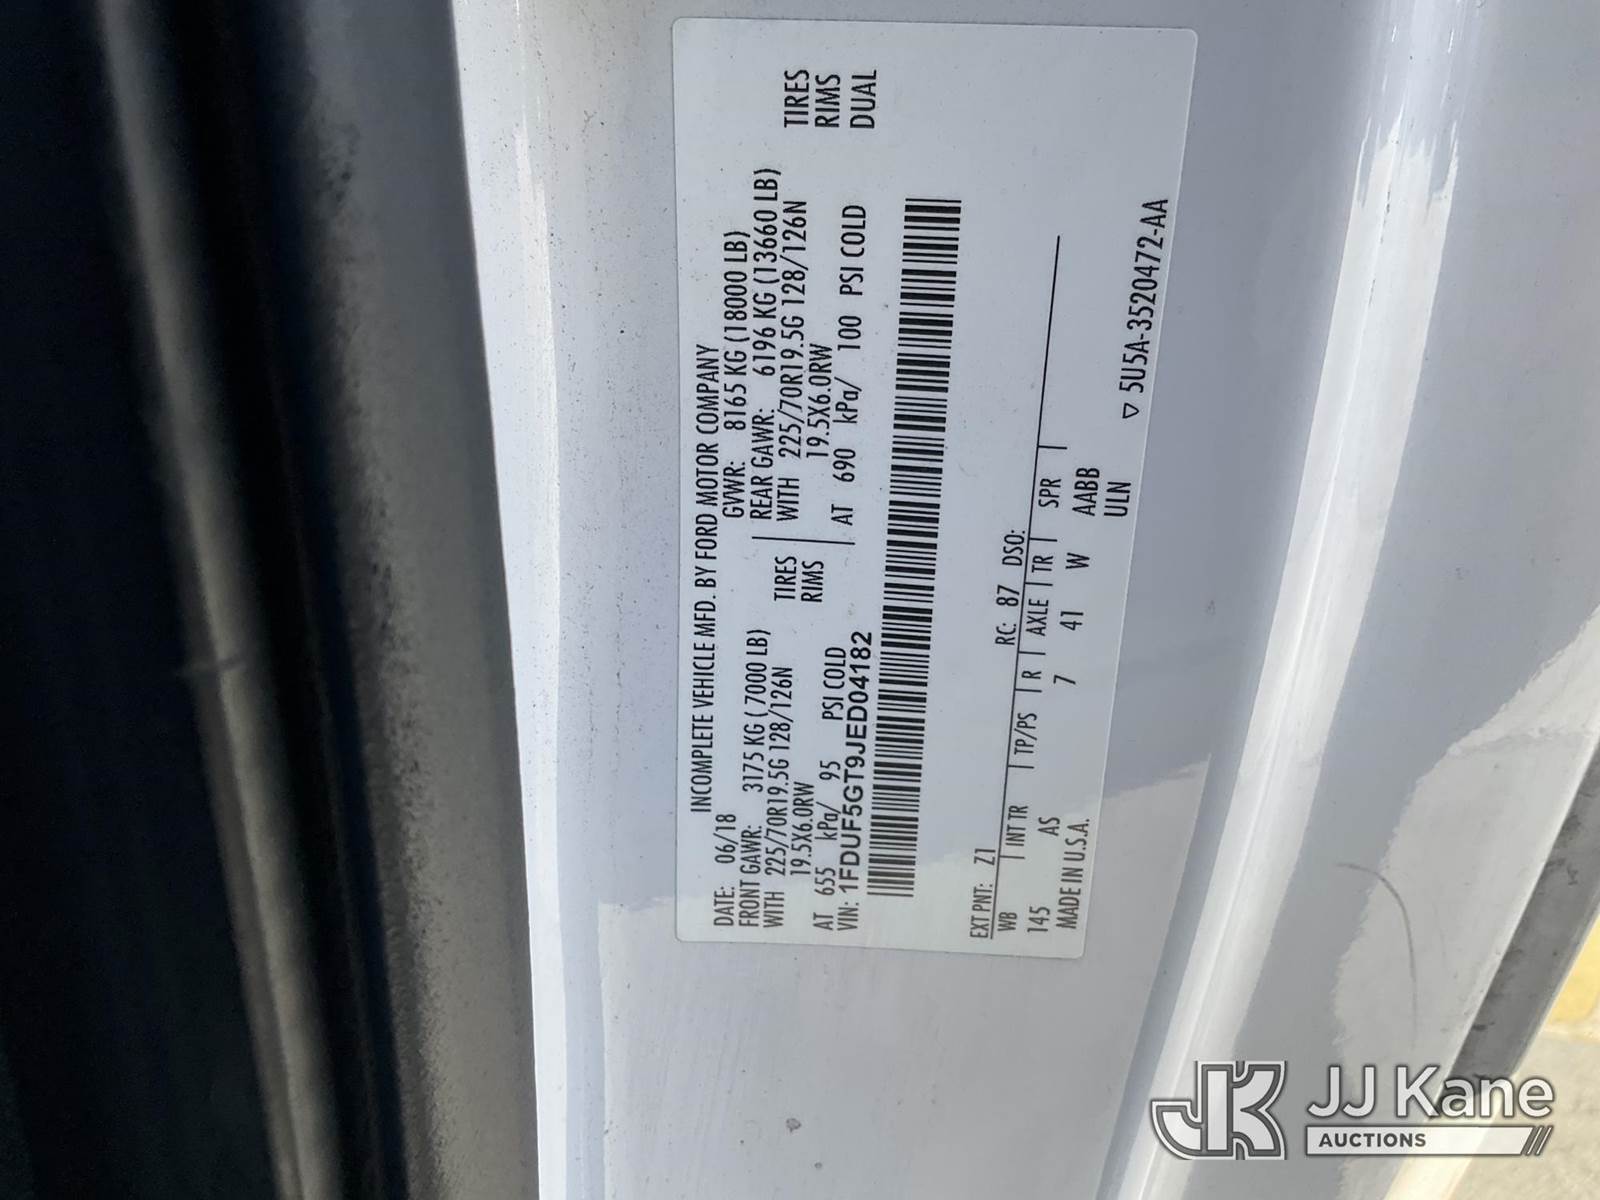 INCOMPLETE VEHICLE MFD. BY FORD MOTOR COMPANY
DATE: 06/18 GVWR: 8165 KG (18000 LB)
FRONT GAWR: 3175 KG (7000 LB) REAR GAWR: 6196 KG (13660 LB)
WITH 225/70R19.5G 128/126N TIRES WITH 225/70R19.5G 128/126N TIRES
19.5X6.0RW RIMS 19.5X6.0RW RIMS
AT 655 kPa/ 95 PSI COLD AT 690 kPa/ 100 PSI COLD DUAL
VIN: 1FDUF5GT9JED04182
EXT PNT: Z1 RC: 87 DSO:
WB INT TR TP/PS R AXLE TR SPR
145 AS 7 41 W AABB
MADE IN U.S.A. ULN
▽ 5U5A-3520472-AA
JK JJ Kane
AUCTIONS